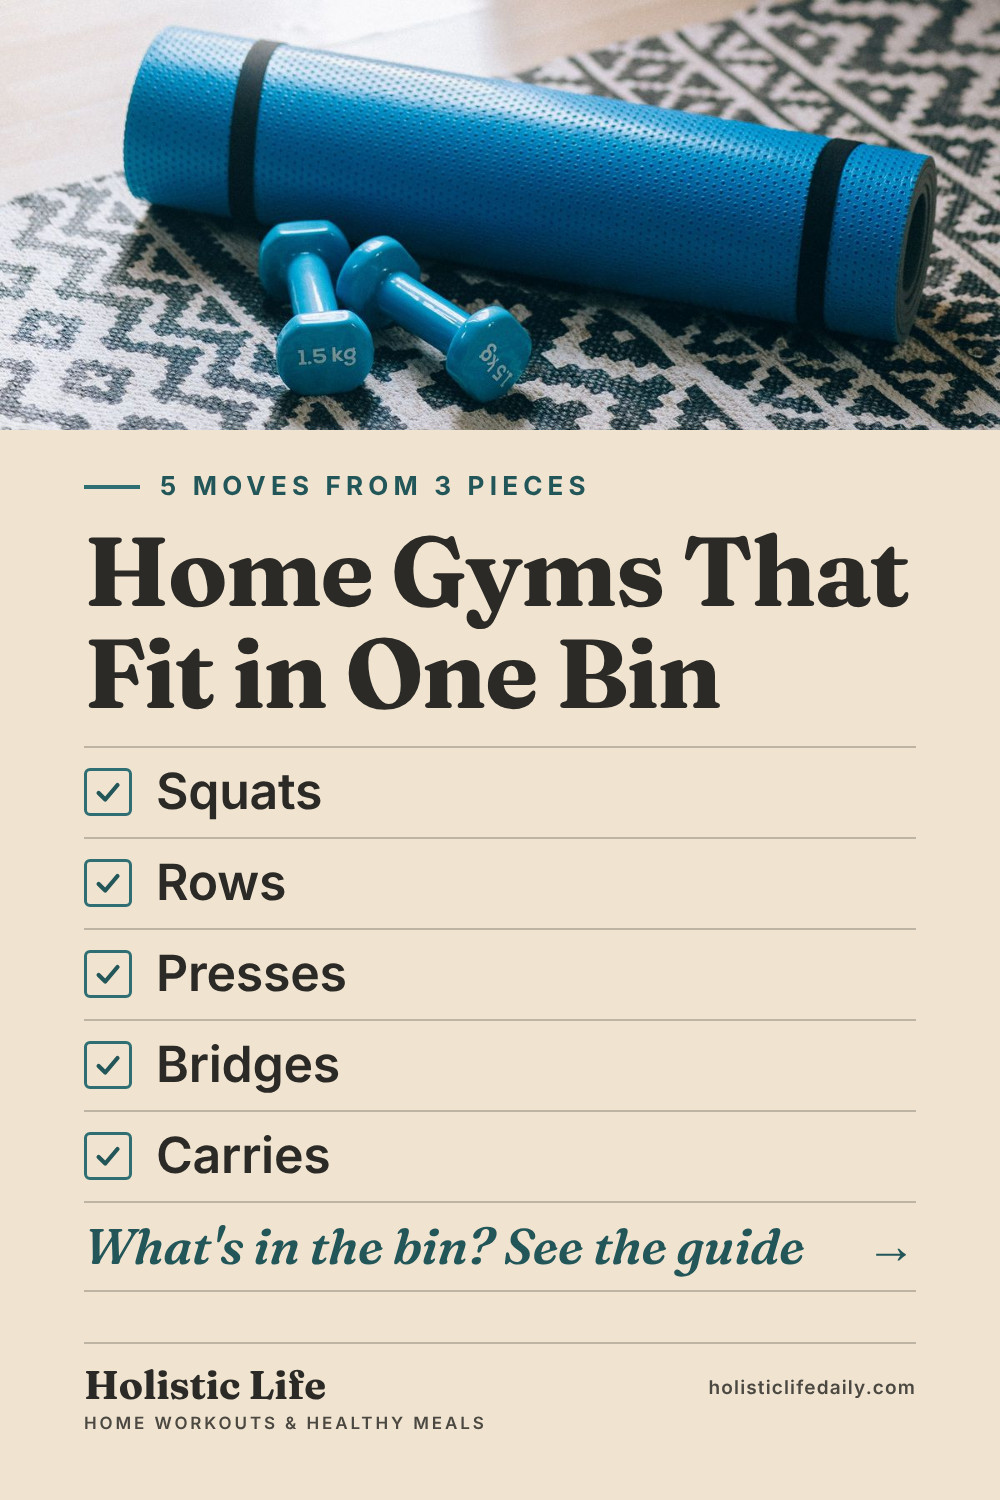 1.5 kg
1.5 kg
5 MOVES FROM 3 PIECES
Home Gyms That
Fit in One Bin
Squats
Rows
Presses
Bridges
Carries
What's in the bin? See the guide →
Holistic Life
holisticlifedaily.com
HOME WORKOUTS & HEALTHY MEALS